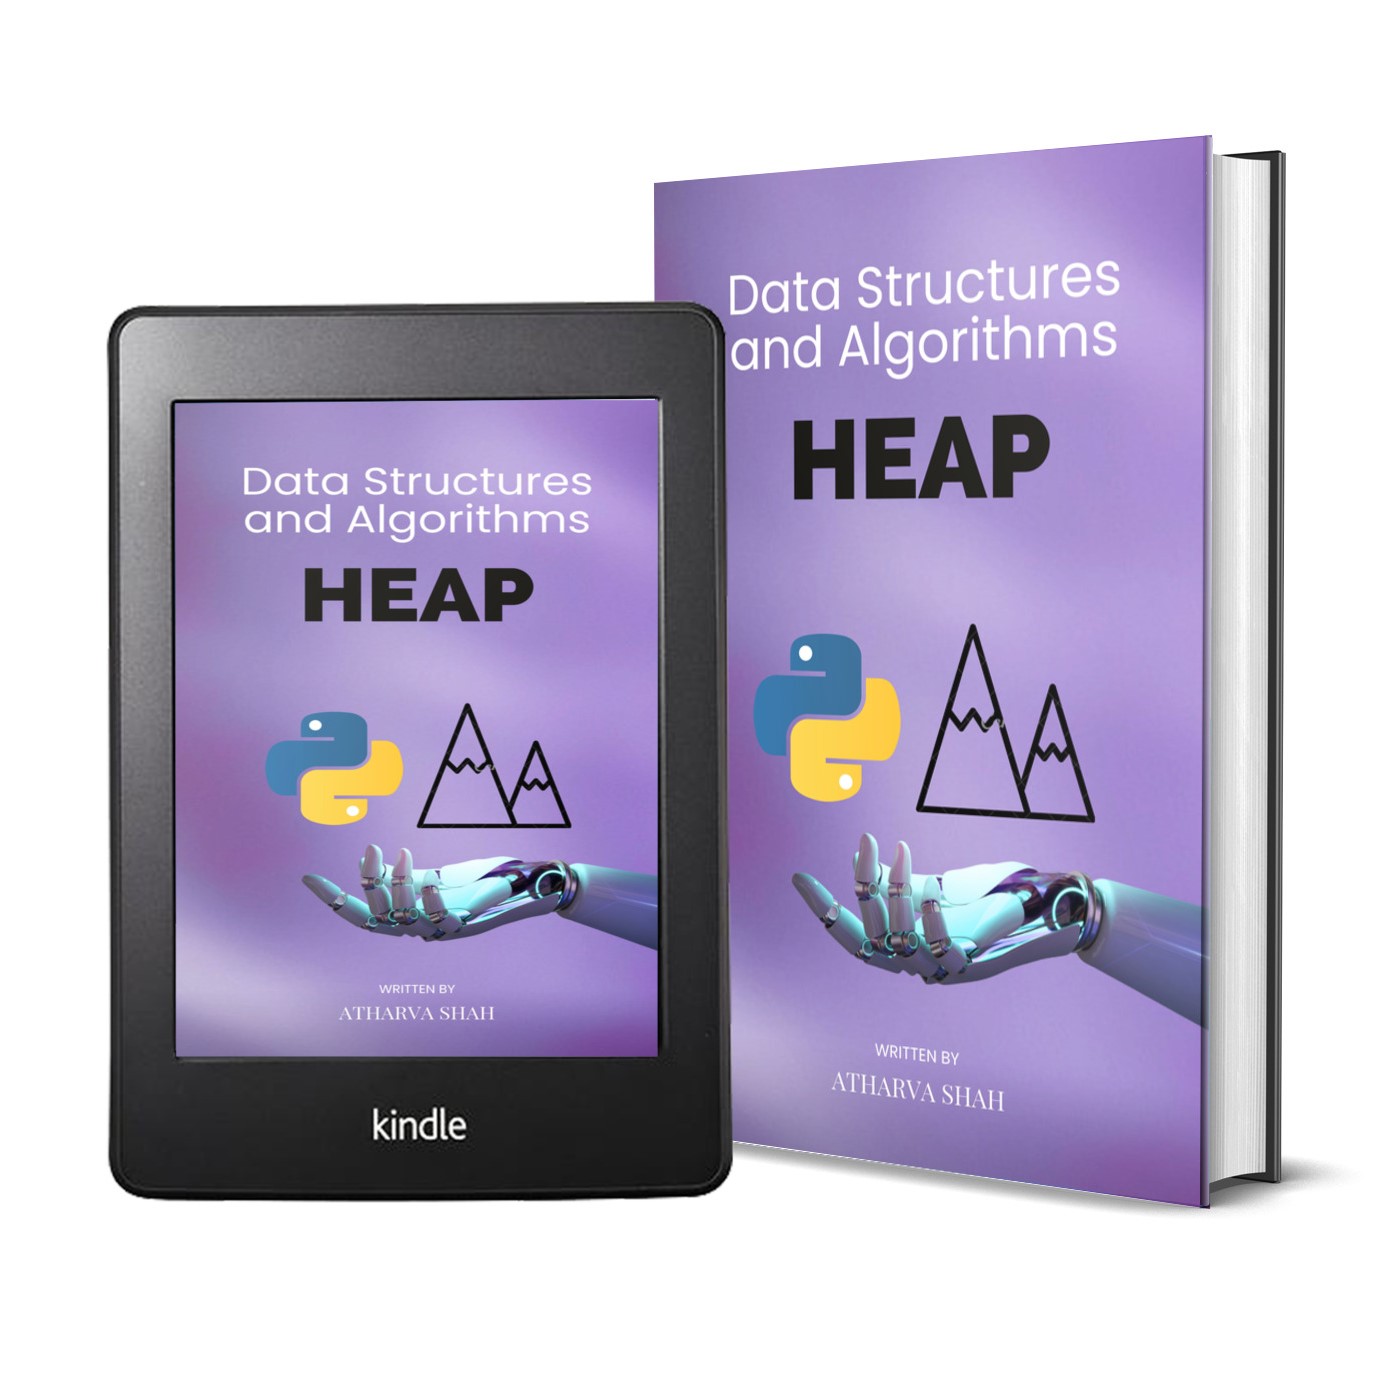 Data Structures
and Algorithms
HEAP
WRITTEN BY
ATHARVA SHAH
kindle
Data Structures
and Algorithms
HEAP
WRITTEN BY
ATHARVA SHAH